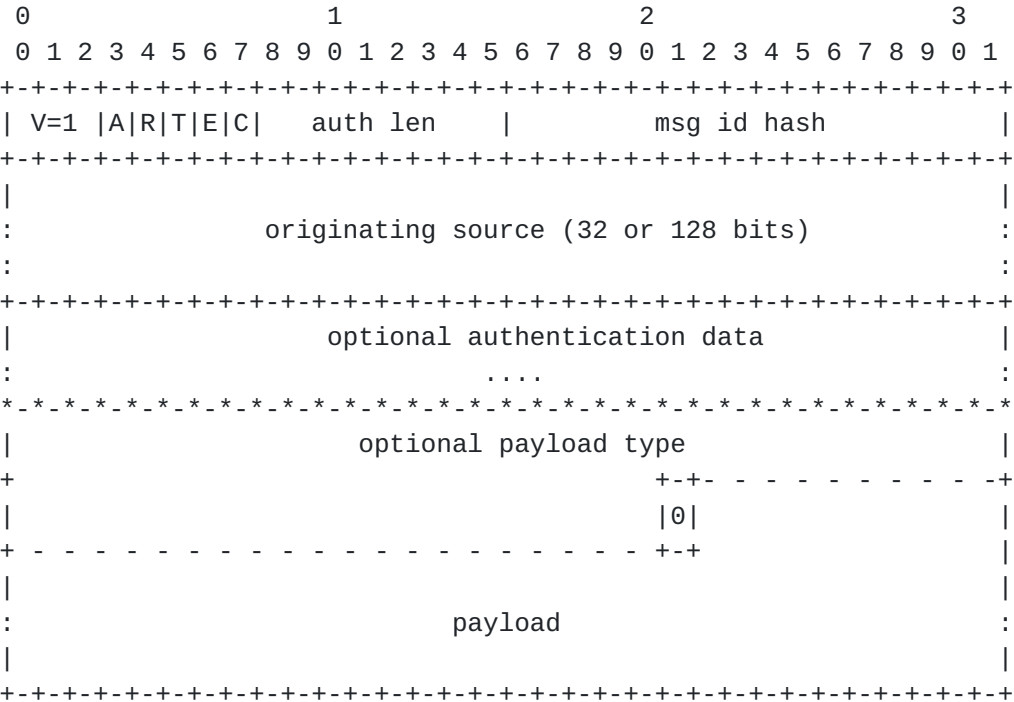 0                   1                   2                   3
 0 1 2 3 4 5 6 7 8 9 0 1 2 3 4 5 6 7 8 9 0 1 2 3 4 5 6 7 8 9 0 1
+-+-+-+-+-+-+-+-+-+-+-+-+-+-+-+-+-+-+-+-+-+-+-+-+-+-+-+-+-+-+-+-+
| V=1 |A|R|T|E|C|   auth len    |         msg id hash           |
+-+-+-+-+-+-+-+-+-+-+-+-+-+-+-+-+-+-+-+-+-+-+-+-+-+-+-+-+-+-+-+-+
|                                                               |
:                originating source (32 or 128 bits)            :
:                                                               :
+-+-+-+-+-+-+-+-+-+-+-+-+-+-+-+-+-+-+-+-+-+-+-+-+-+-+-+-+-+-+-+-+
|                    optional authentication data               |
:                              ....                             :
*-*-*-*-*-*-*-*-*-*-*-*-*-*-*-*-*-*-*-*-*-*-*-*-*-*-*-*-*-*-*-*-*
|                      optional payload type                    |
+                                         +-+- - - - - - - - - -+
|                                         |0|                   |
+ - - - - - - - - - - - - - - - - - - - - +-+                   |
|                                                               |
:                            payload                            :
|                                                               |
+-+-+-+-+-+-+-+-+-+-+-+-+-+-+-+-+-+-+-+-+-+-+-+-+-+-+-+-+-+-+-+-+